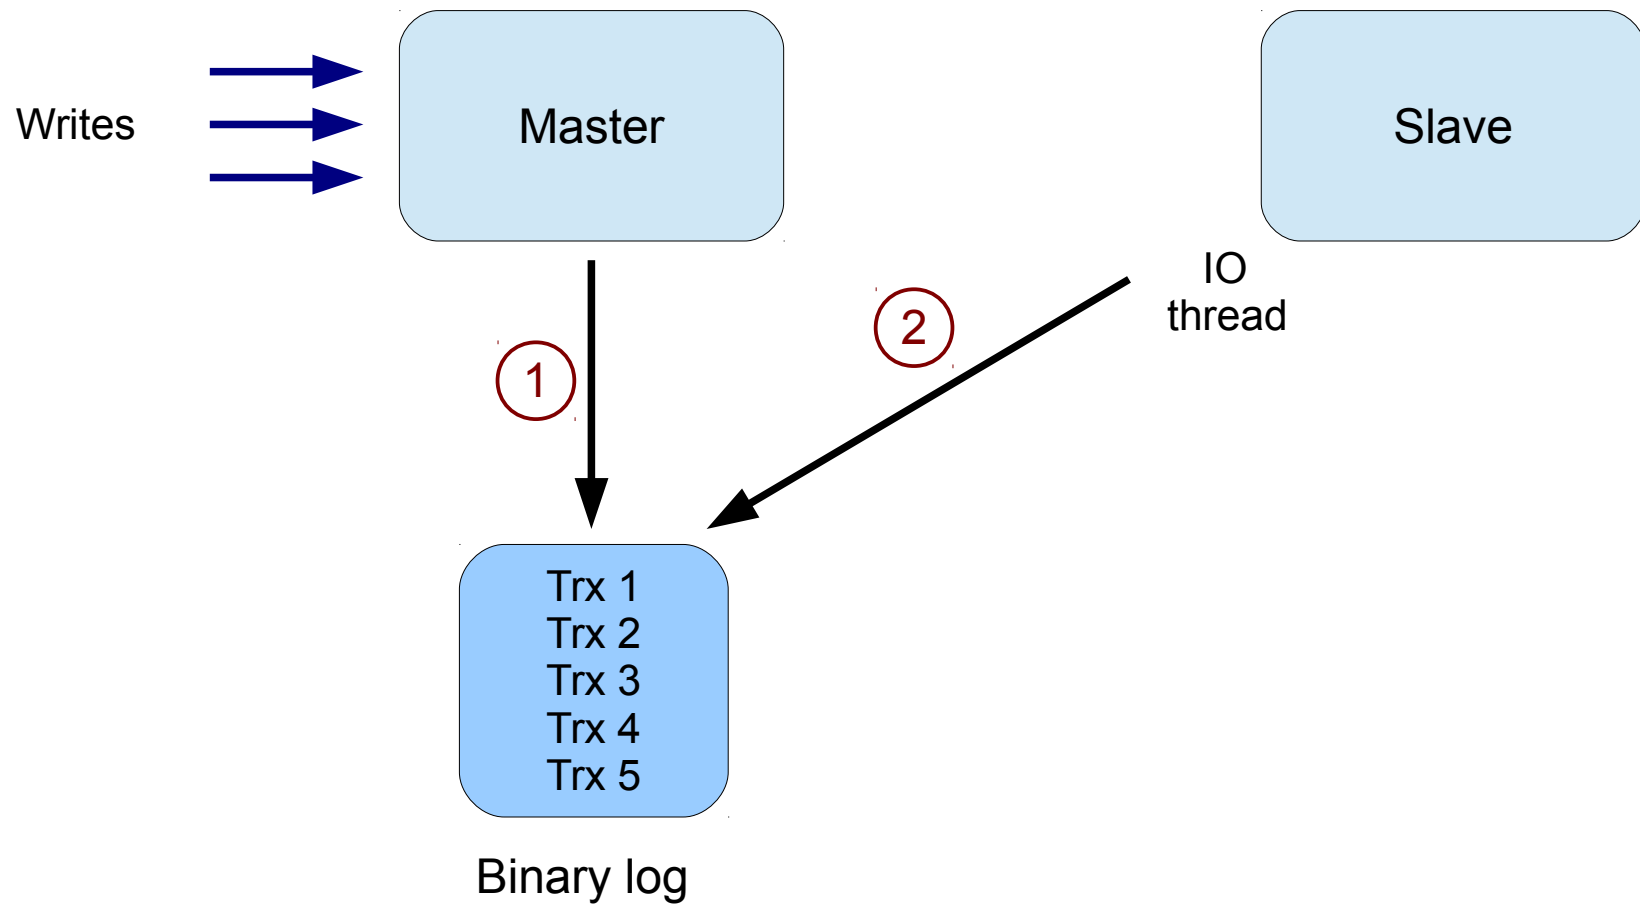 Writes
Master
Slave
IO
thread
1
2
Trx 1
Trx 2
Trx 3
Trx 4
Trx 5
Binary log